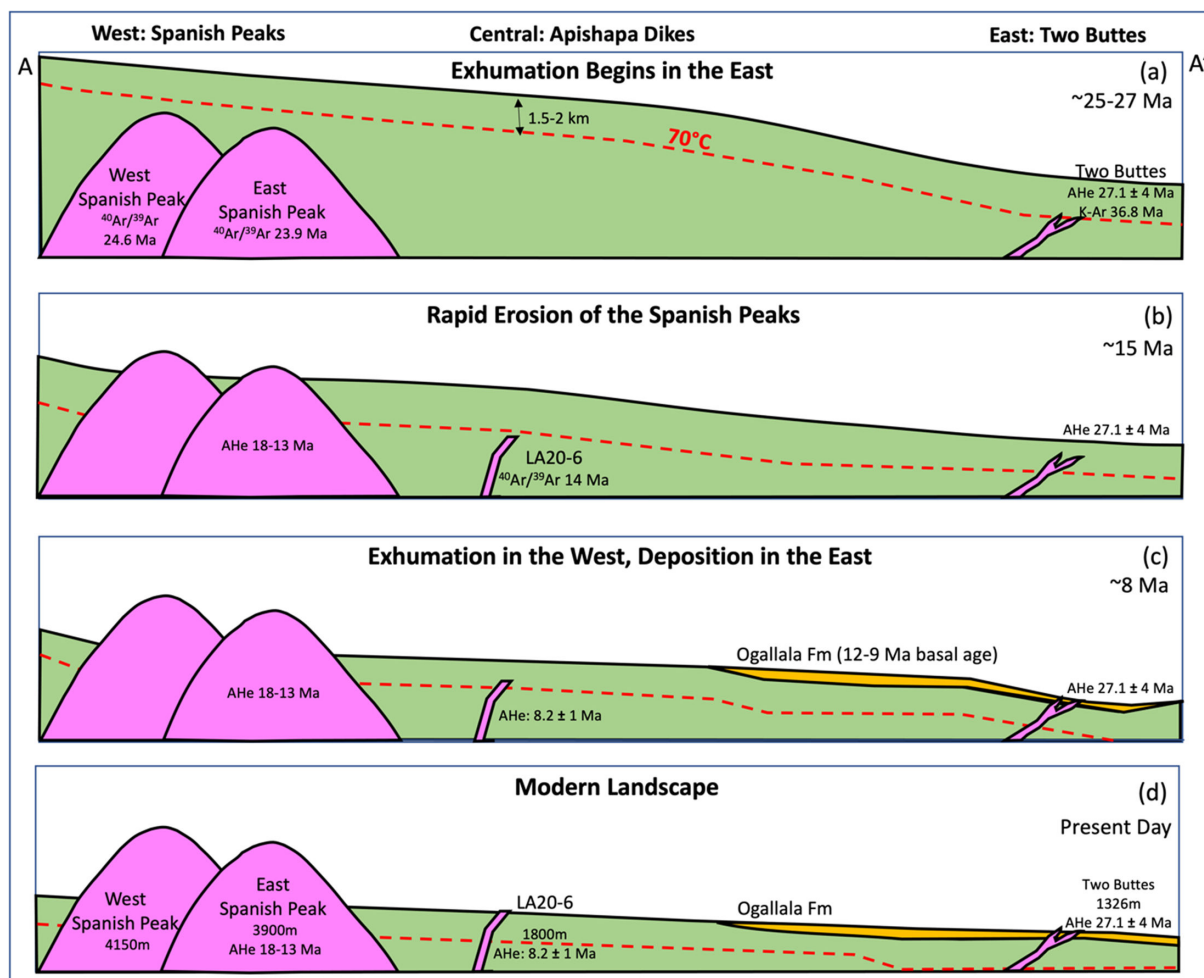 West: Spanish Peaks
Central: Apishapa Dikes
East: Two Buttes
A
Exhumation Begins in the East
(a)
A'
~25-27 Ma
1.5-2 km
70°C
West
Spanish Peak
⁴⁰Ar/³⁹Ar
24.6 Ma
East
Spanish Peak
⁴⁰Ar/³⁹Ar 23.9 Ma
Two Buttes
AHe 27.1 ± 4 Ma
K-Ar 36.8 Ma
Rapid Erosion of the Spanish Peaks
(b)
~15 Ma
AHe 18-13 Ma
LA20-6
⁴⁰Ar/³⁹Ar 14 Ma
AHe 27.1 ± 4 Ma
Exhumation in the West, Deposition in the East
(c)
~8 Ma
Ogallala Fm (12-9 Ma basal age)
AHe 18-13 Ma
AHe: 8.2 ± 1 Ma
AHe 27.1 ± 4 Ma
Modern Landscape
(d)
Present Day
West
Spanish Peak
4150m
East
Spanish Peak
3900m
AHe 18-13 Ma
LA20-6
1800m
AHe: 8.2 ± 1 Ma
Ogallala Fm
Two Buttes
1326m
AHe 27.1 ± 4 Ma